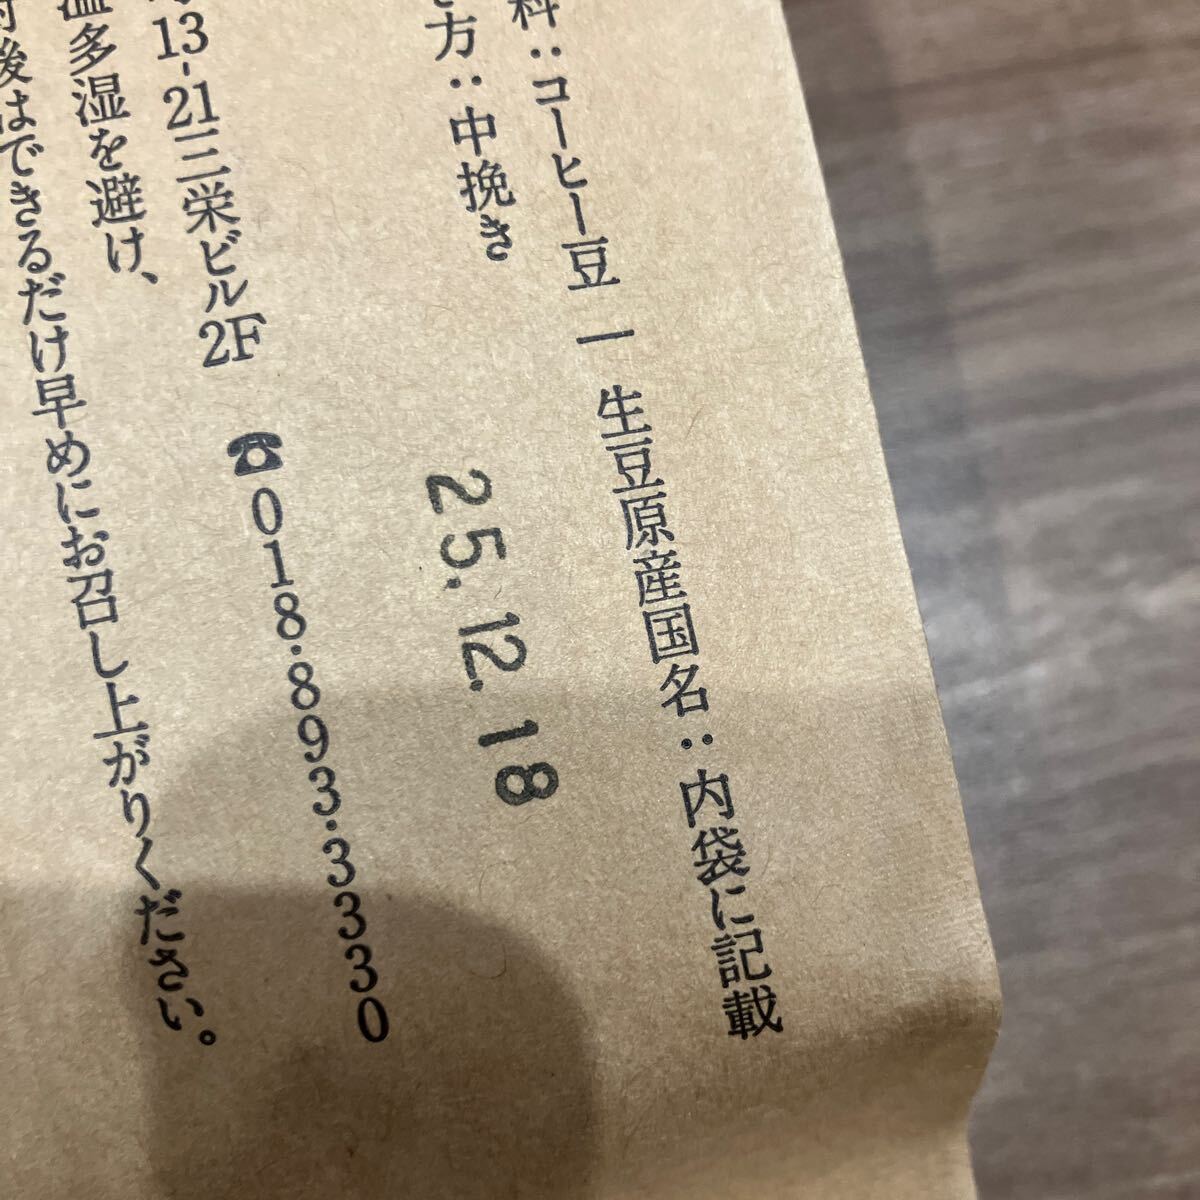 料：コーヒー豆 ー 生豆原産国名：内袋に記載
き方：中挽き
25.12.18
13-21三栄ビル2F ☎018·893·3330
温多湿を避け、
封後はできるだけ早めにお召し上がりください。